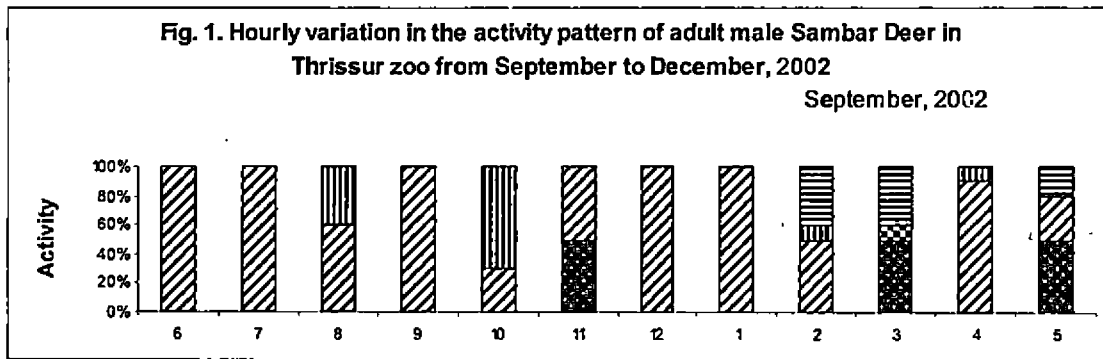 Fig. 1. Hourly variation in the activity pattern of adult male Sambar Deer in
Thrissur zoo from September to December, 2002
September, 2002
Activity
100%
80%
60%
40%
20%
0%
6 7 8 9 10 11 12 1 2 3 4 5